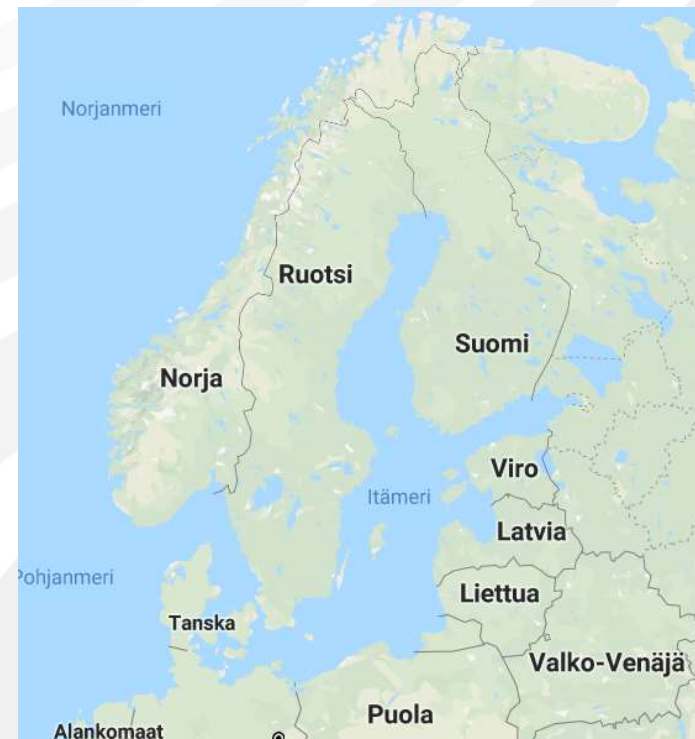 Norjanmeri
Ruotsi
Suomi
Norja
Viro
Itämeri
Latvia
Pohjanmeri
Liettua
Tanska
Valko-Venäjä
Puola
Alankomaat